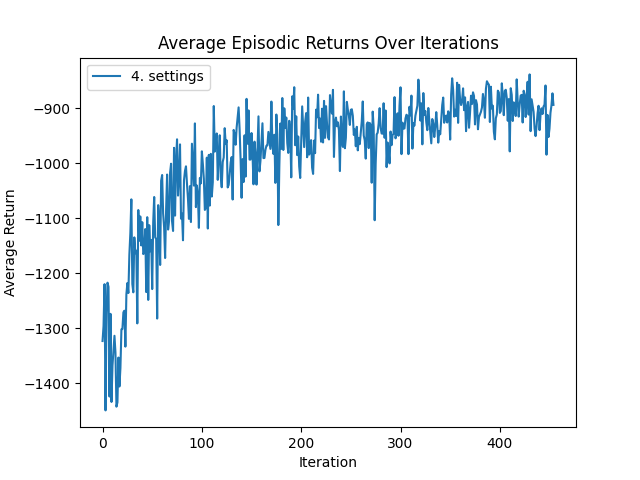 Average Episodic Returns Over Iterations
4. settings
Average Return
−900
−1000
−1100
−1200
−1300
−1400
0 100 200 300 400
Iteration